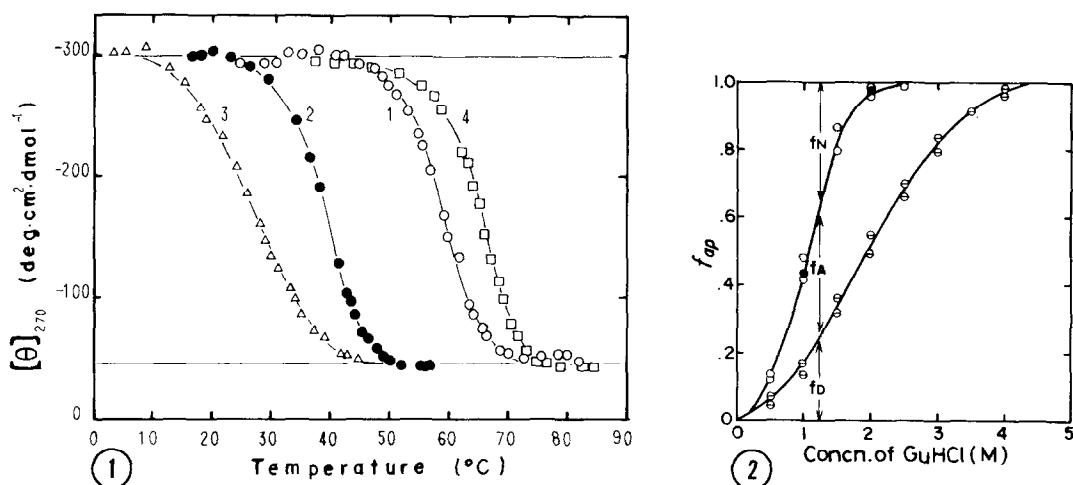 -300
-200
-100
0
[θ]270 (deg.cm².dmol⁻¹)
3
2
1
4
0 10 20 30 40 50 60 70 80 90
Temperature (°C)
1
1.0
.8
.6
.4
.2
0
fap
fN
fA
fD
0 1 2 3 4 5
Concn.of GuHCl(M)
2